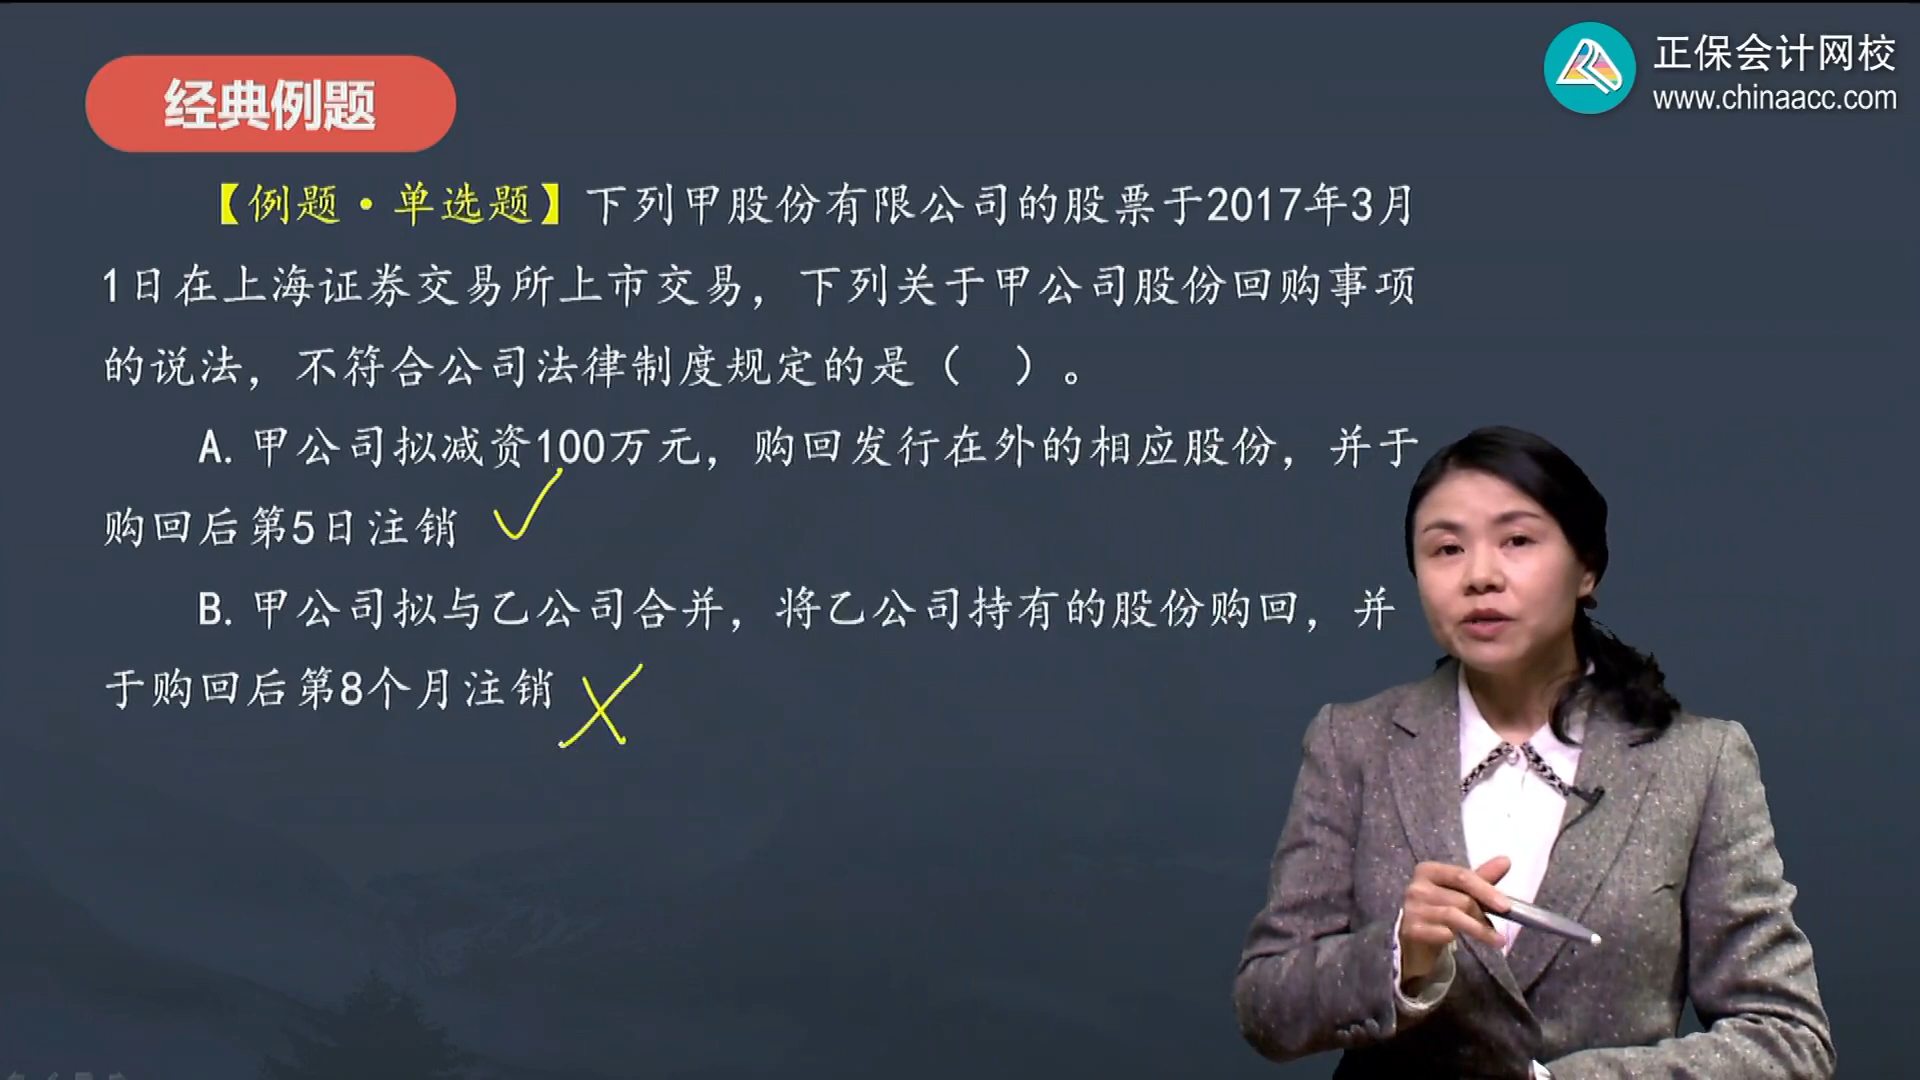 正保会计网校
www.chinaacc.com
经典例题
【例题·单选题】下列甲股份有限公司的股票于2017年3月
1日在上海证券交易所上市交易，下列关于甲公司股份回购事项
的说法，不符合公司法律制度规定的是（ ）。
A. 甲公司拟减资100万元，购回发行在外的相应股份，并于
购回后第5日注销
B. 甲公司拟与乙公司合并，将乙公司持有的股份购回，并
于购回后第8个月注销